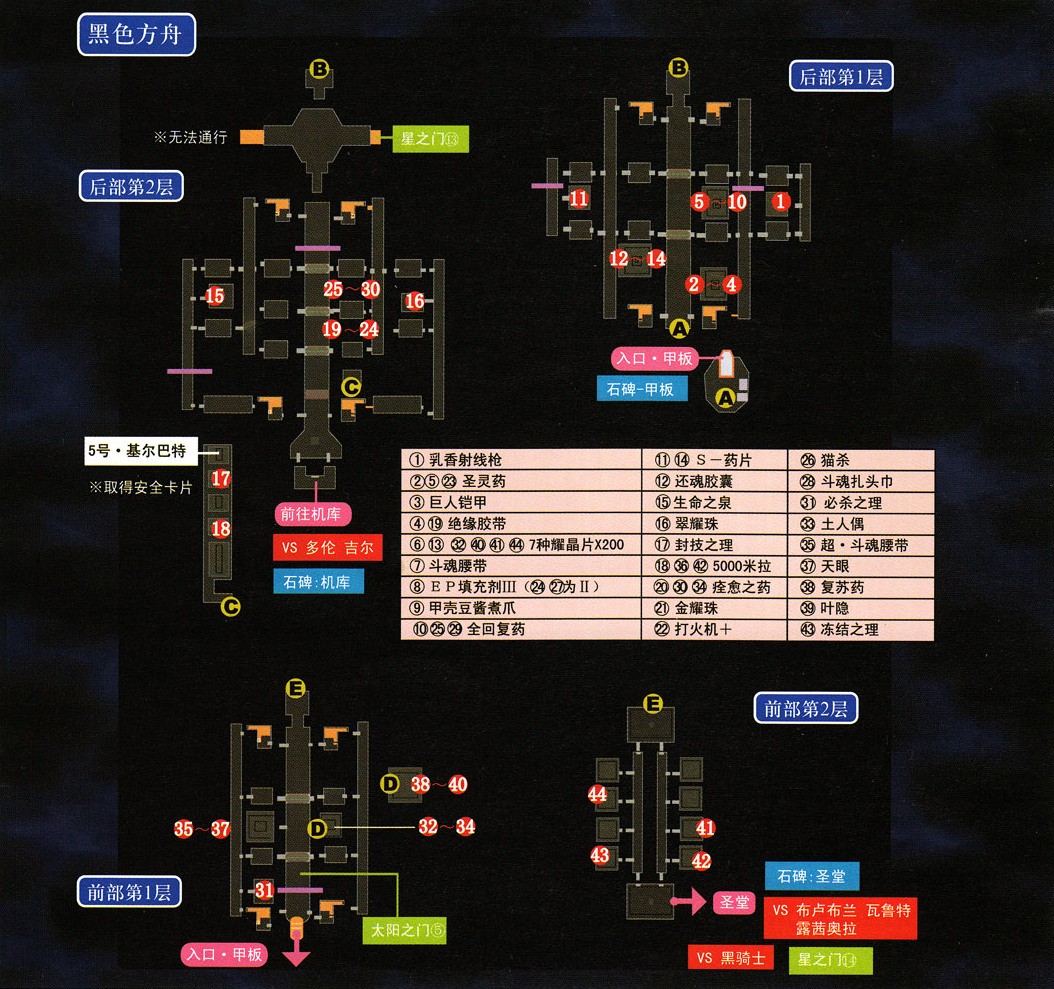 黑色方舟
B
※无法通行
星之门⑬
后部第2层
15
25～30
16
19～24
C
5号·基尔巴特
※取得安全卡片
17
18
C
前往机库
VS 多伦 吉尔
石碑:机库
后部第1层
B
11
5～10
1
12～14
2～4
A
入口·甲板
石碑-甲板
A
① 乳香射线枪 ⑪⑭ S－药片 ㉖ 猫杀
②⑤㉓ 圣灵药 ⑫ 还魂胶囊 ㉘ 斗魂扎头巾
③ 巨人铠甲 ⑮ 生命之泉 ㉛ 必杀之理
④⑲ 绝缘胶带 ⑯ 翠耀珠 ㉝ 土人偶
⑥⑬ ㉜㊵㊶㊹ 7种耀晶片X200 ⑰ 封技之理 ㉟ 超·斗魂腰带
⑦ 斗魂腰带 ⑱㊱㊷ 5000米拉 ㊲ 天眼
⑧ EP填充剂Ⅲ（㉔㉗为Ⅱ） ⑳㉚㉞ 痊愈之药 ㊳ 复苏药
⑨ 甲壳豆酱煮爪 ㉑ 金耀珠 ㊴ 叶隐
⑩㉕㉙ 全回复药 ㉒ 打火机＋ ㊸ 冻结之理
E
D 38～40
35～37
D
32～34
31
前部第1层
太阳之门⑤
入口·甲板
E
前部第2层
44
41
43
42
圣堂
石碑:圣堂
VS 布卢布兰 瓦鲁特
露茜奥拉
VS 黑骑士
星之门⑭